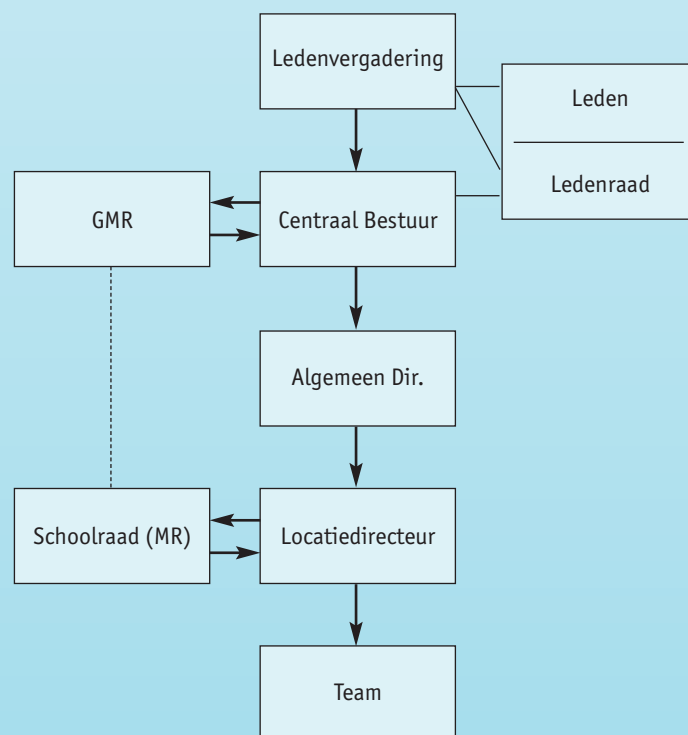 Ledenvergadering
Leden
Ledenraad
GMR
Centraal Bestuur
Algemeen Dir.
Schoolraad (MR)
Locatiedirecteur
Team